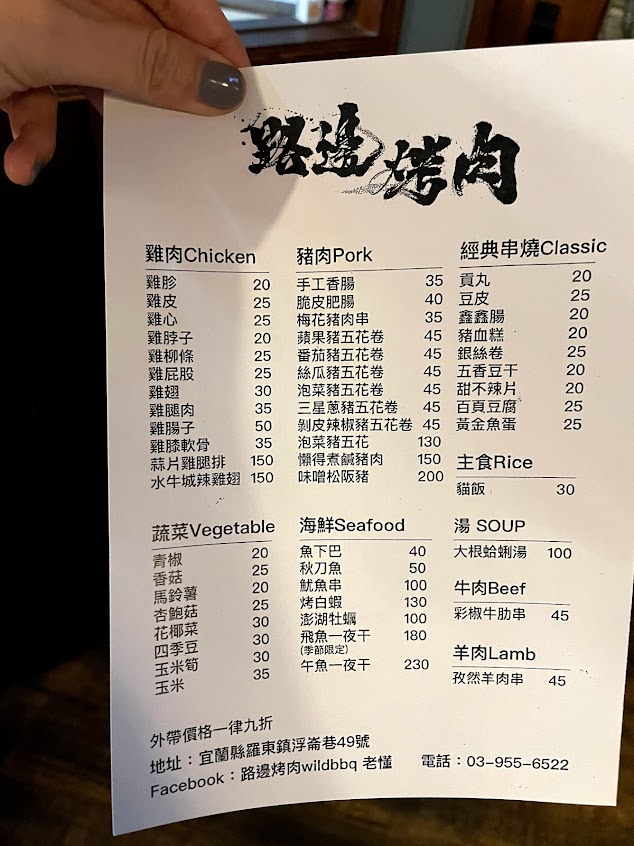 路邊烤肉
雞肉Chicken
雞胗 20
雞皮 25
雞心 25
雞脖子 20
雞柳條 25
雞屁股 25
雞翅 30
雞腿肉 35
雞腸子 50
雞膝軟骨 35
蒜片雞腿排 150
水牛城辣雞翅 150
豬肉Pork
手工香腸 35
脆皮肥腸 40
梅花豬肉串 35
蘋果豬五花卷 45
番茄豬五花卷 45
絲瓜豬五花卷 45
泡菜豬五花卷 45
三星蔥豬五花卷 45
剝皮辣椒豬五花卷 45
泡菜豬五花 130
懶得煮鹹豬肉 150
味噌松阪豬 200
經典串燒Classic
貢丸 20
豆皮 25
鑫鑫腸 20
豬血糕 20
銀絲卷 25
五香豆干 20
甜不辣片 20
百頁豆腐 25
黃金魚蛋 25
主食Rice
貓飯 30
蔬菜Vegetable
青椒 20
香菇 25
馬鈴薯 20
杏鮑菇 25
花椰菜 30
四季豆 30
玉米筍 30
玉米 35
海鮮Seafood
魚下巴 40
秋刀魚 50
魷魚串 100
烤白蝦 130
澎湖牡蠣 100
飛魚一夜干 180
(季節限定)
午魚一夜干 230
湯 SOUP
大根蛤蜊湯 100
牛肉Beef
彩椒牛肋串 45
羊肉Lamb
孜然羊肉串 45
外帶價格一律九折
地址：宜蘭縣羅東鎮浮崙巷49號 電話：03-955-6522
Facebook：路邊烤肉wildbbq 老懂